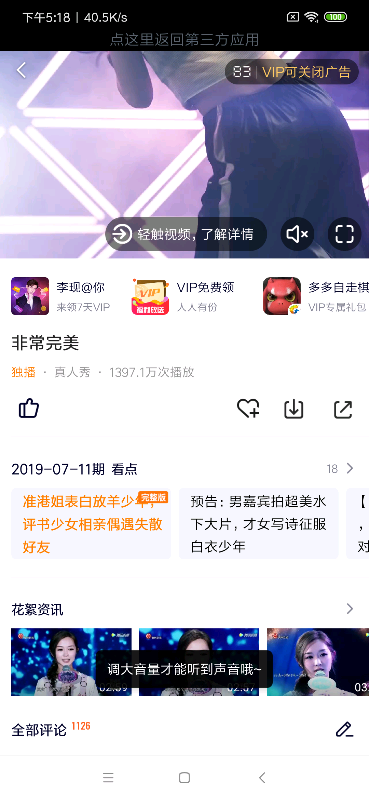 下午5:18 | 40.5K/s
100
点这里返回第三方应用
83 | VIP可关闭广告
轻触视频，了解详情
李现@你
来领7天VIP
VIP
VIP免费领
人人有份
多多自走棋
VIP专属礼包
非常完美
独播 · 真人秀 · 1397.1万次播放
2019-07-11期 看点
18
完整版
准港姐表白放羊少年，
评书少女相亲偶遇失散
好友
预告：男嘉宾拍超美水
下大片，才女写诗征服
白衣少年
【
，
对
花絮资讯
02:39
02:37
03:
调大音量才能听到声音哦~
全部评论 1126